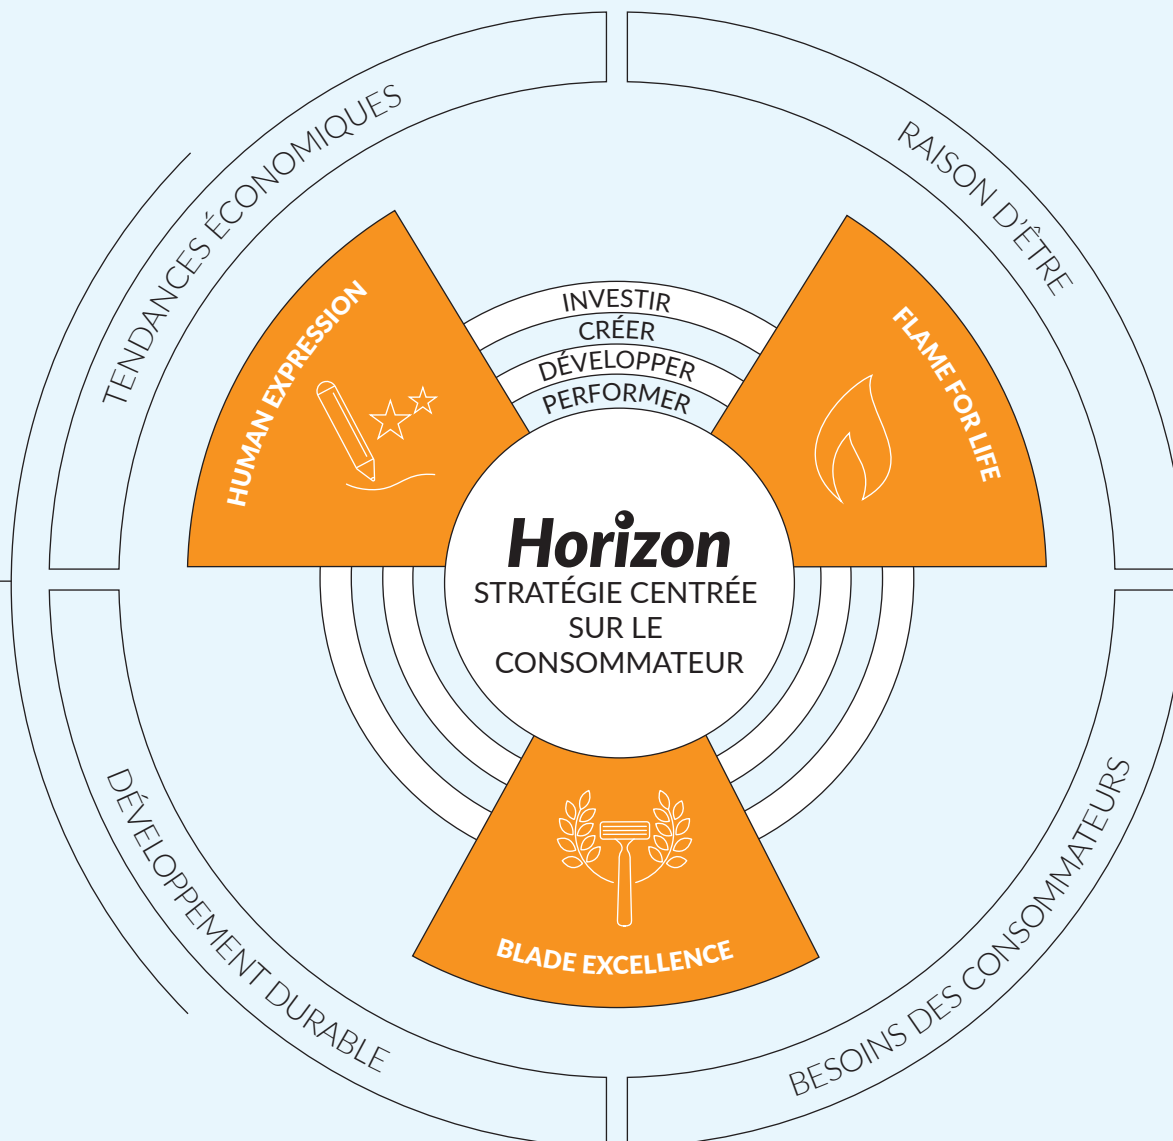 TENDANCES ÉCONOMIQUES
RAISON D'ÊTRE
HUMAN EXPRESSION
INVESTIR
CRÉER
DÉVELOPPER
PERFORMER
FLAME FOR LIFE
Horizon
STRATÉGIE CENTRÉE
SUR LE
CONSOMMATEUR
BLADE EXCELLENCE
DÉVELOPPEMENT DURABLE
BESOINS DES CONSOMMATEURS